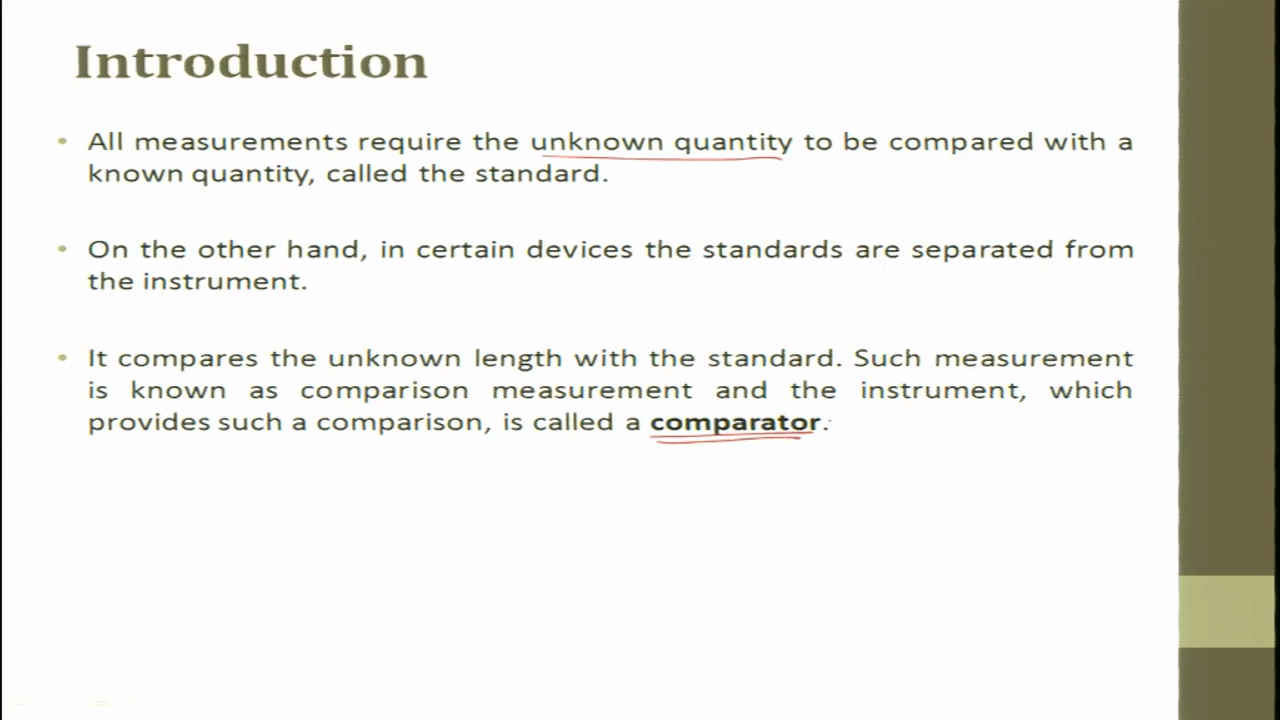 Introduction
• All measurements require the unknown quantity to be compared with a
known quantity, called the standard.
• On the other hand, in certain devices the standards are separated from
the instrument.
• It compares the unknown length with the standard. Such measurement
is known as comparison measurement and the instrument, which
provides such a comparison, is called a comparator.